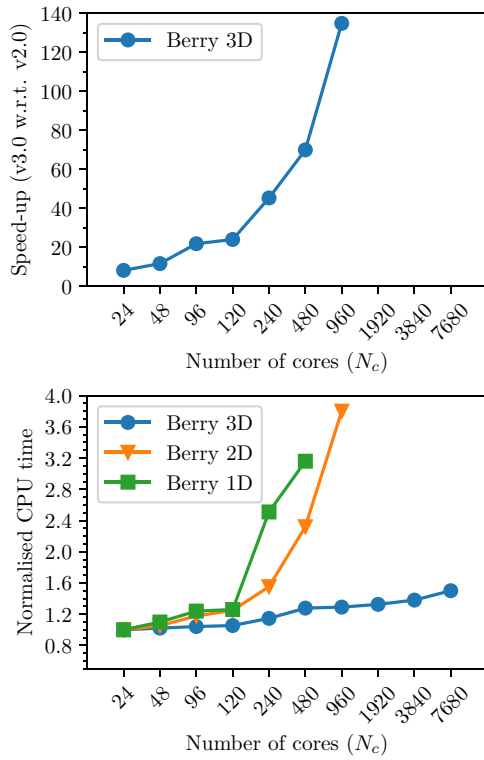 140
120
100
80
60
40
20
0
Speed-up (v3.0 w.r.t. v2.0)
Berry 3D
24 48 96 120 240 480 960 1920 3840 7680
Number of cores (N_c)
4.0
3.6
3.2
2.8
2.4
2.0
1.6
1.2
0.8
Normalised CPU time
Berry 3D
Berry 2D
Berry 1D
24 48 96 120 240 480 960 1920 3840 7680
Number of cores (N_c)